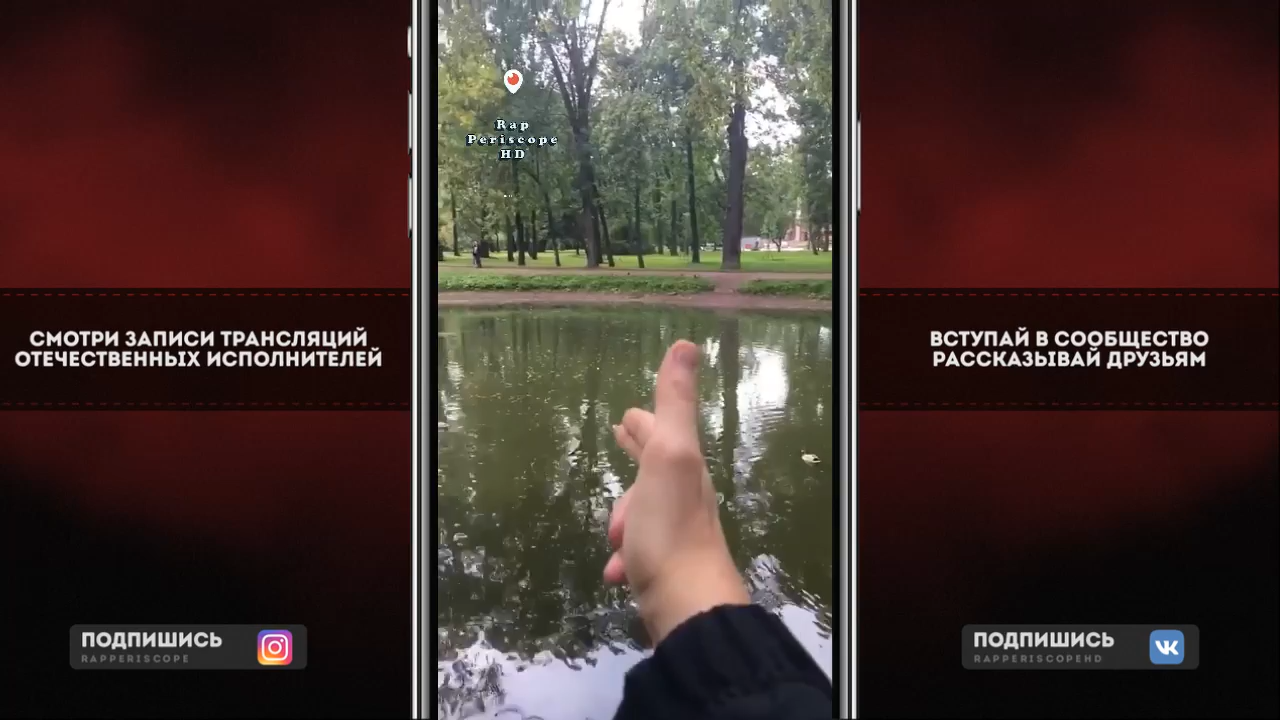 Rap
Periscope
HD
СМОТРИ ЗАПИСИ ТРАНСЛЯЦИЙ
ОТЕЧЕСТВЕННЫХ ИСПОЛНИТЕЛЕЙ
ВСТУПАЙ В СООБЩЕСТВО
РАССКАЗЫВАЙ ДРУЗЬЯМ
ПОДПИШИСЬ
RAPPERISCOPE
ПОДПИШИСЬ
RAPPERISCOPEHD